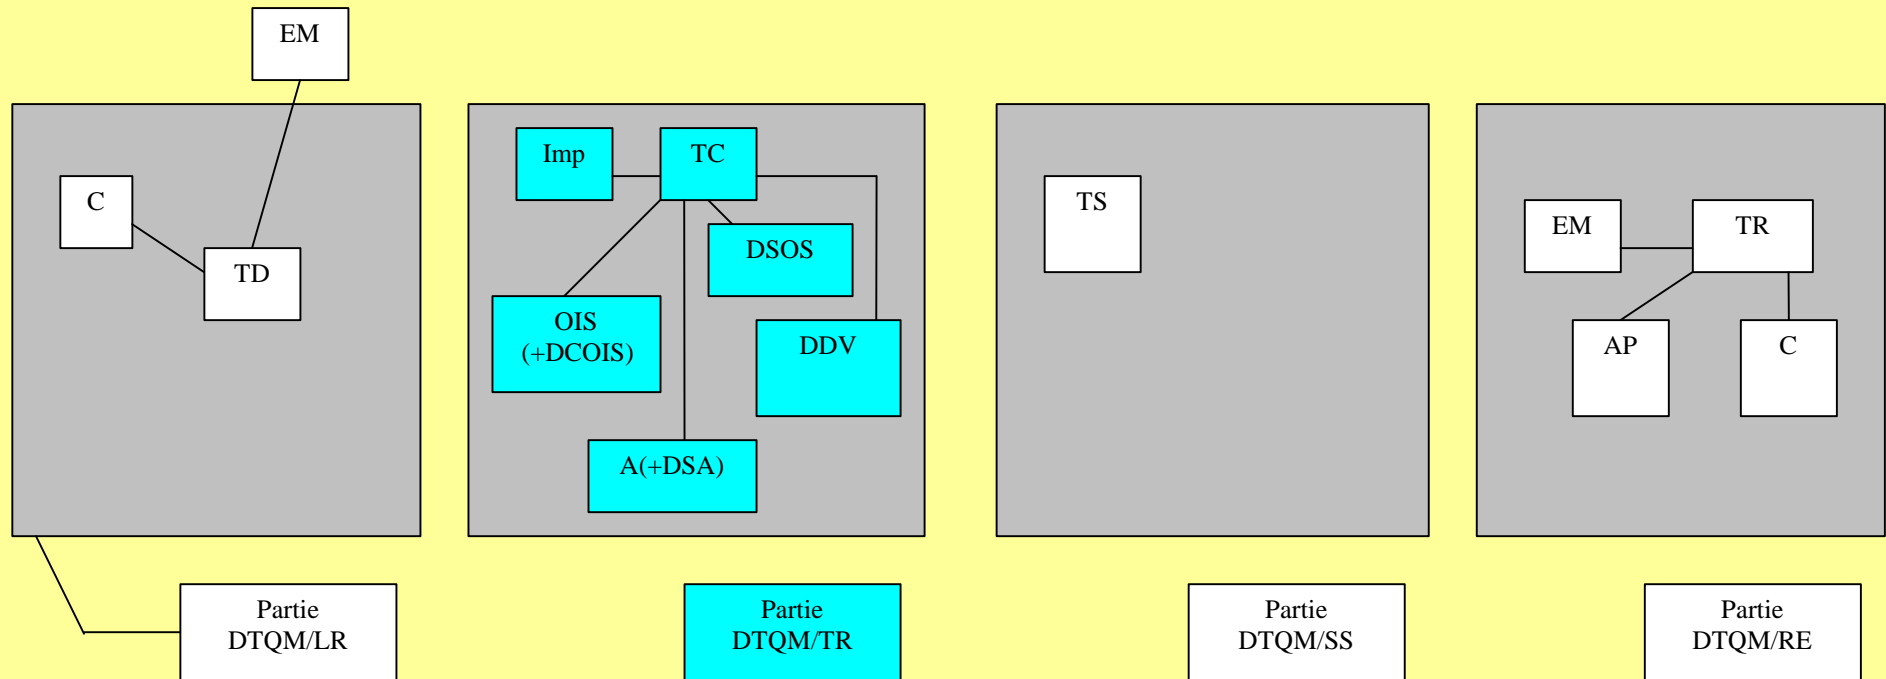 EM
C
TD
Imp
TC
DSOS
OIS
(+DCOIS)
DDV
A(+DSA)
TS
EM
TR
AP
C
Partie
DTQM/LR
Partie
DTQM/TR
Partie
DTQM/SS
Partie
DTQM/RE